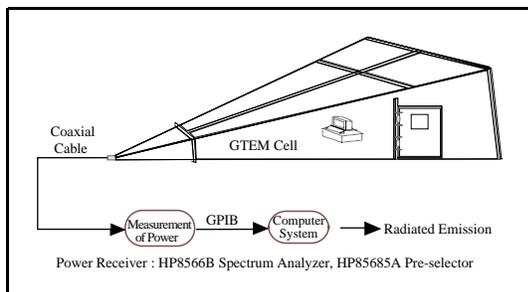 Coaxial
Cable
GTEM Cell
Measurement
of Power
GPIB
Computer
System
Radiated Emission
Power Receiver : HP8566B Spectrum Analyzer, HP85685A Pre-selector